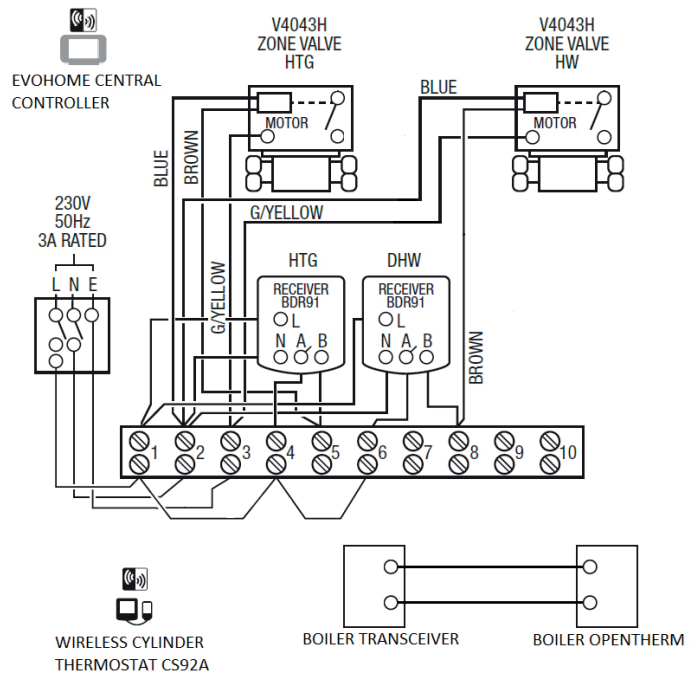 EVOHOME CENTRAL
CONTROLLER
V4043H
ZONE VALVE
HTG
V4043H
ZONE VALVE
HW
MOTOR
MOTOR
BLUE
BLUE
BROWN
G/YELLOW
G/YELLOW
BROWN
230V
50Hz
3A RATED
L N E
HTG
RECEIVER
BDR91
L
N A B
DHW
RECEIVER
BDR91
L
N A B
1 2 3 4 5 6 7 8 9 10
WIRELESS CYLINDER
THERMOSTAT CS92A
BOILER TRANSCEIVER
BOILER OPENTHERM